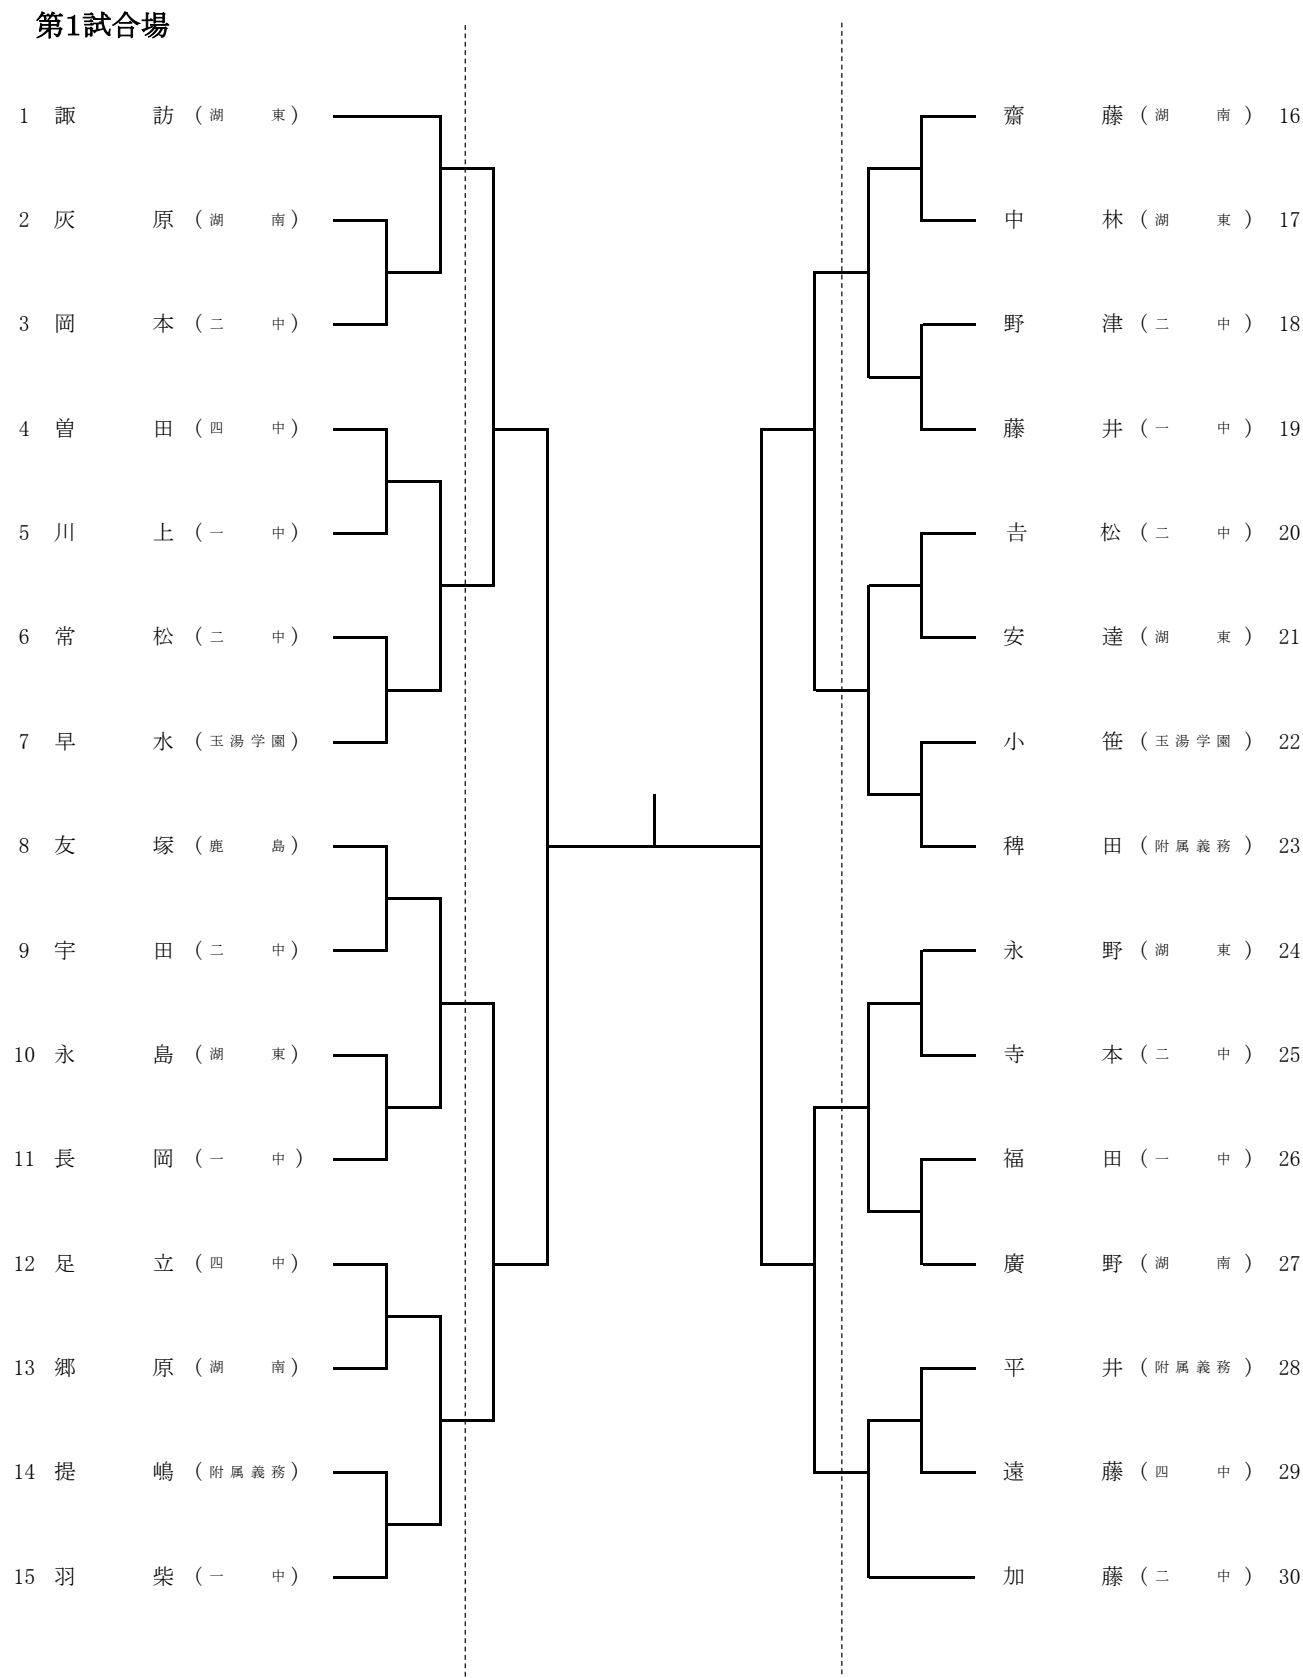 第1試合場
1 諏訪（湖東）
2 灰原（湖南）
3 岡本（二中）
4 曽田（四中）
5 川上（一中）
6 常松（二中）
7 早水（玉湯学園）
8 友塚（鹿島）
9 宇田（二中）
10 永島（湖東）
11 長岡（一中）
12 足立（四中）
13 郷原（湖南）
14 提嶋（附属義務）
15 羽柴（一中）
齋藤（湖南）16
中林（湖東）17
野津（二中）18
藤井（一中）19
𠮷松（二中）20
安達（湖東）21
小笹（玉湯学園）22
稗田（附属義務）23
永野（湖東）24
寺本（二中）25
福田（一中）26
廣野（湖南）27
平井（附属義務）28
遠藤（四中）29
加藤（二中）30